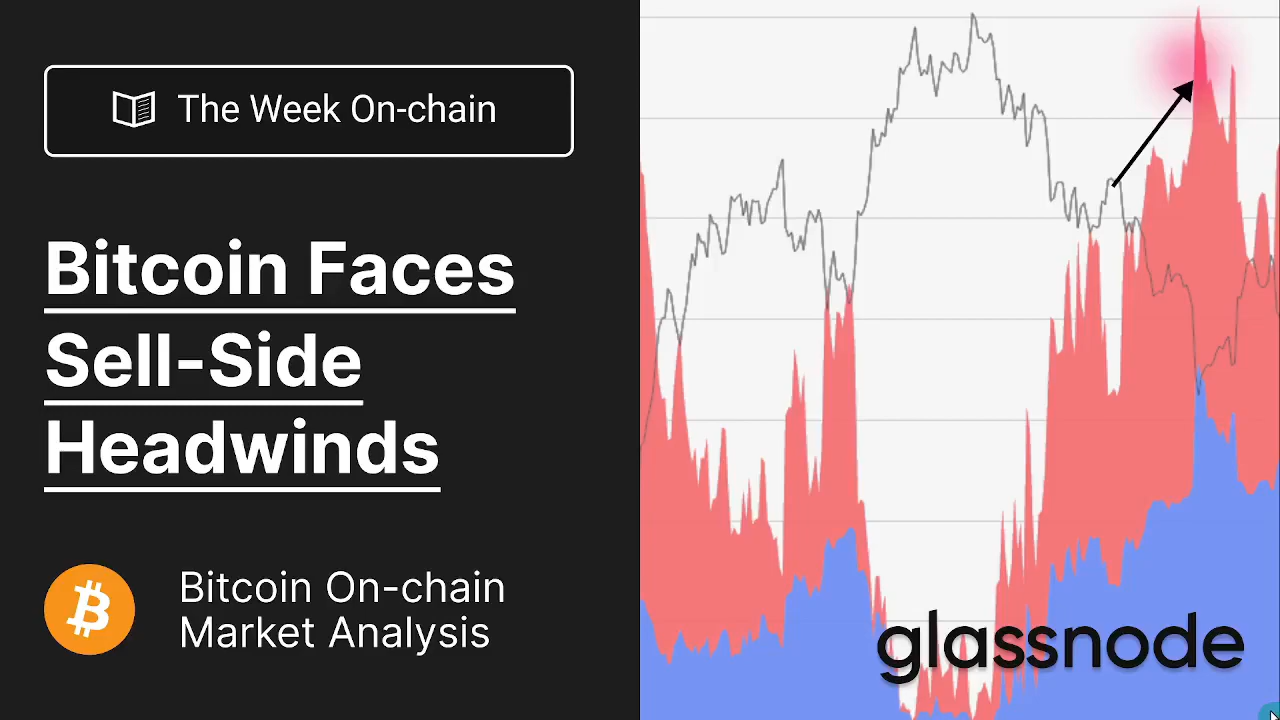 The Week On-chain
Bitcoin Faces
Sell-Side
Headwinds
Bitcoin On-chain
Market Analysis
glassnode